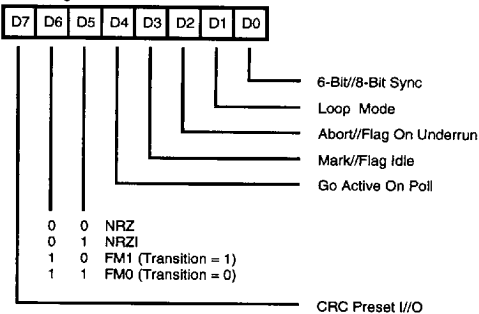 D7 D6 D5 D4 D3 D2 D1 D0
6-Bit//8-Bit Sync
Loop Mode
Abort//Flag On Underrun
Mark//Flag Idle
Go Active On Poll
0 0 NRZ
0 1 NRZI
1 0 FM1 (Transition = 1)
1 1 FM0 (Transition = 0)
CRC Preset I//O